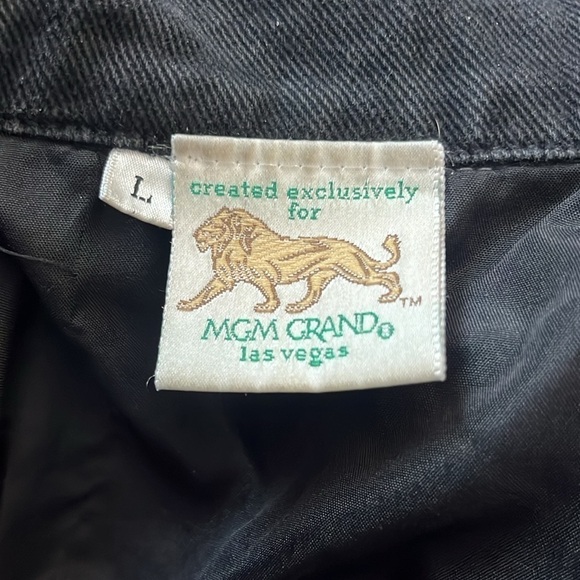 L
created exclusively
for
TM
MGM GRAND®
las vegas